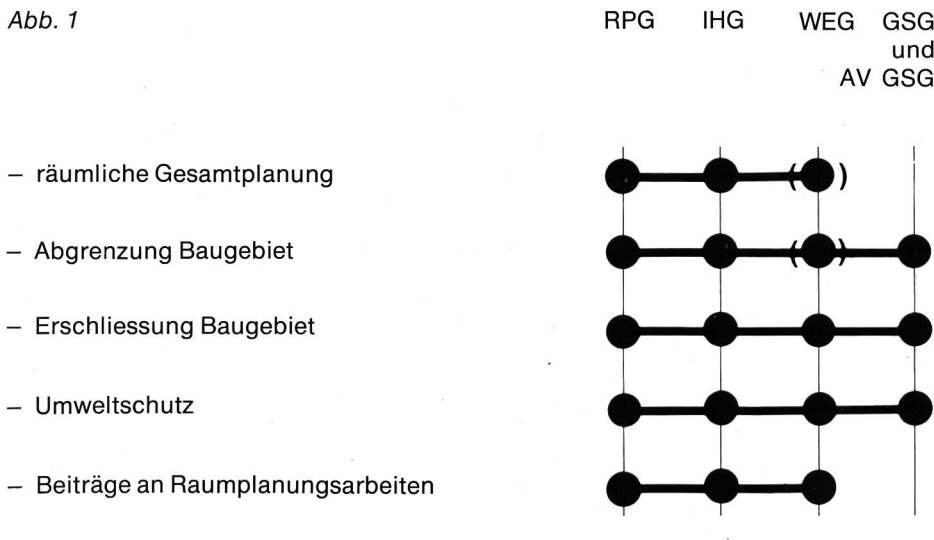 Abb. 1 RPG IHG WEG GSG
und
AV GSG
– räumliche Gesamtplanung ( )
– Abgrenzung Baugebiet ( )
– Erschliessung Baugebiet
– Umweltschutz
– Beiträge an Raumplanungsarbeiten